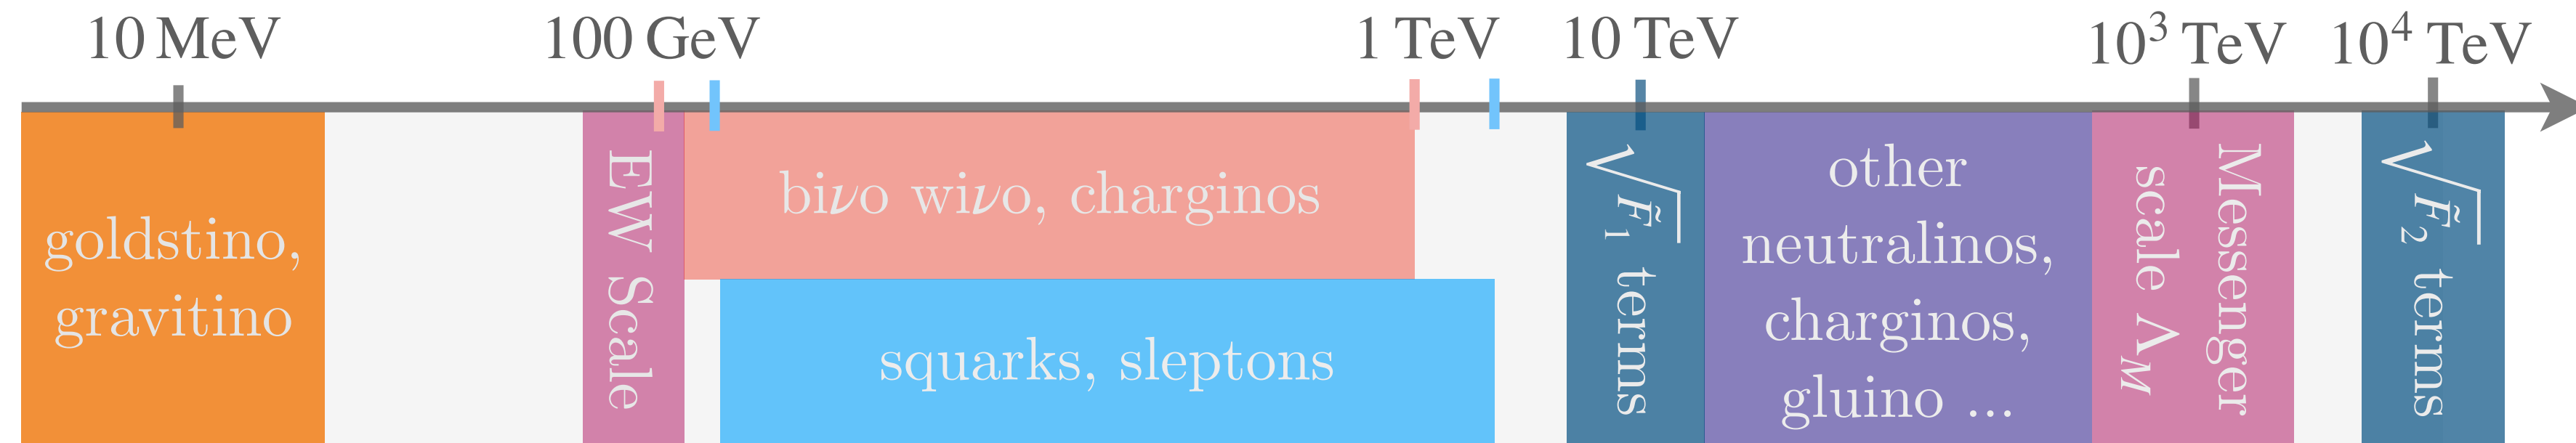 10 MeV
100 GeV
1 TeV
10 TeV
10³ TeV
10⁴ TeV
goldstino,
gravitino
EW Scale
biνo wiνo, charginos
squarks, sleptons
√F̃₁ terms
other
neutralinos,
charginos,
gluino ...
Messenger
scale Λ_M
√F̃₂ terms